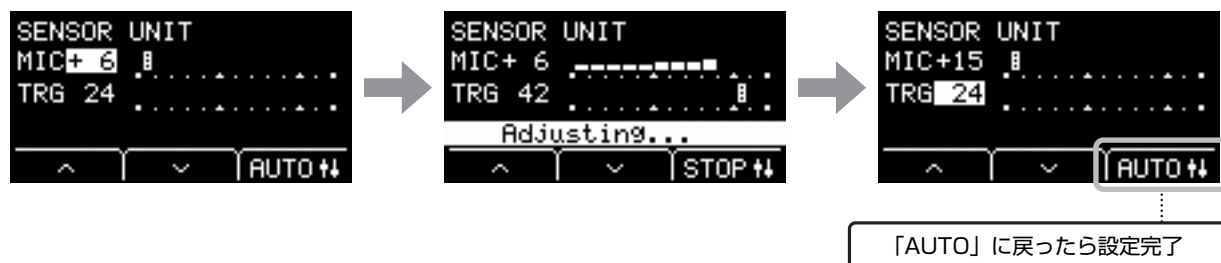 SENSOR UNIT
MIC+ 6
TRG 24
AUTO
SENSOR UNIT
MIC+ 6
TRG 42
Adjusting...
STOP
SENSOR UNIT
MIC+15
TRG 24
AUTO
「AUTO」に戻ったら設定完了